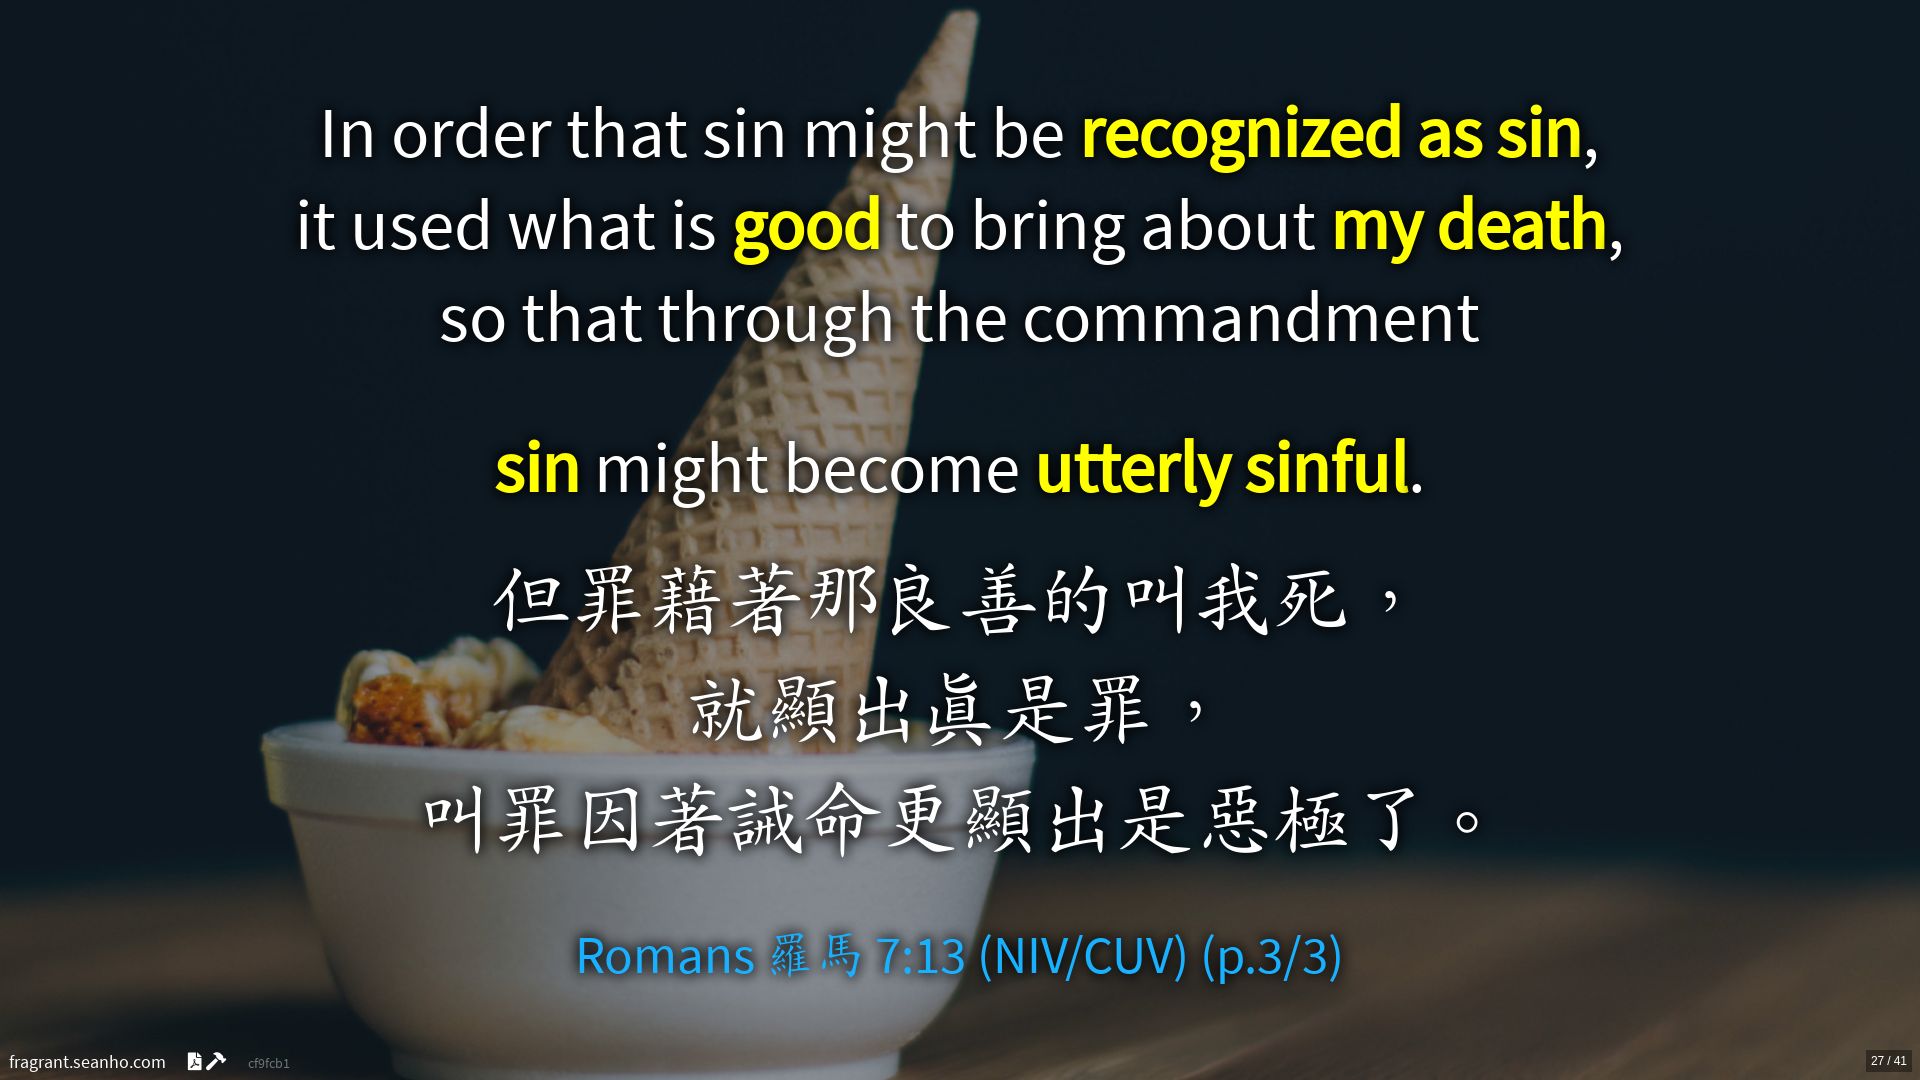 In order that sin might be recognized as sin,
it used what is good to bring about my death,
so that through the commandment
sin might become utterly sinful.
但罪藉著那良善的叫我死，
就顯出眞是罪，
叫罪因著誡命更顯出是惡極了。
Romans 羅馬 7:13 (NIV/CUV) (p.3/3)
fragrant.seanho.com cf9fcb1
27 / 41